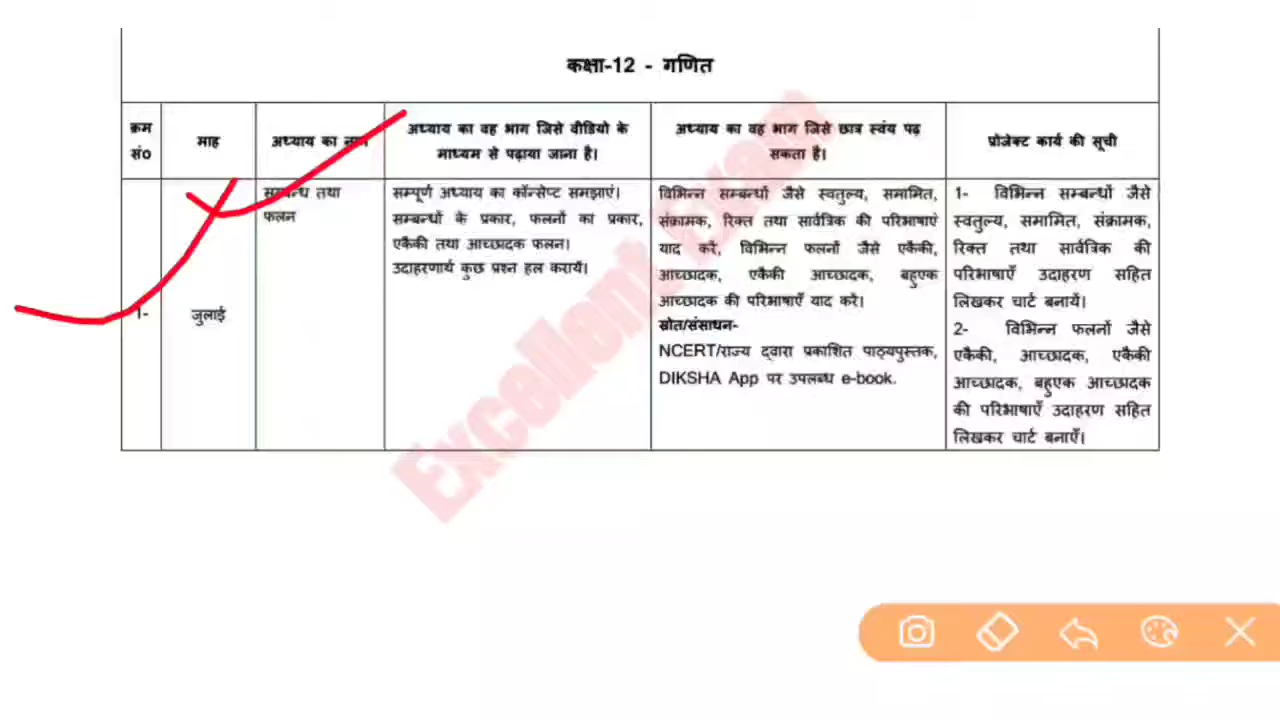 कक्षा-12 - गणित
क्रम
सं०
माह
अध्याय का
अध्याय का वह भाग जिसे वीडियो के
माध्यम से पढ़ाया जाना है।
अध्याय का वह भाग जिसे छात्र स्वंय पढ़
सकता है।
प्रोजेक्ट कार्य की सूची
1-
जुलाई
सम्बन्ध तथा
फलन
सम्पूर्ण अध्याय का कॉन्सेप्ट समझाएं।
सम्बन्धों के प्रकार, फलनों का प्रकार,
एकैकी तथा आच्छादक फलन।
उदाहरणार्थ कुछ प्रश्न हल करायें।
विभिन्न सम्बन्धों जैसे स्वतुल्य, समामित,
संक्रामक, रिक्त तथा सार्वत्रिक की परिभाषाएं
याद करें, विभिन्न फलनों जैसे एकैकी,
आच्छादक, एकैकी आच्छादक, बहुएक
आच्छादक की परिभाषाएँ याद करें।
स्रोत/संसाधन-
NCERT/राज्य द्वारा प्रकाशित पाठ्यपुस्तक,
DIKSHA App पर उपलब्ध e-book.
1- विभिन्न सम्बन्धों जैसे
स्वतुल्य, समामित, संक्रामक,
रिक्त तथा सार्वत्रिक की
परिभाषाएँ उदाहरण सहित
लिखकर चार्ट बनायें।
2- विभिन्न फलनों जैसे
एकैकी, आच्छादक, एकैकी
आच्छादक, बहुएक आच्छादक
की परिभाषाएँ उदाहरण सहित
लिखकर चार्ट बनाएँ।
Excellent Exam